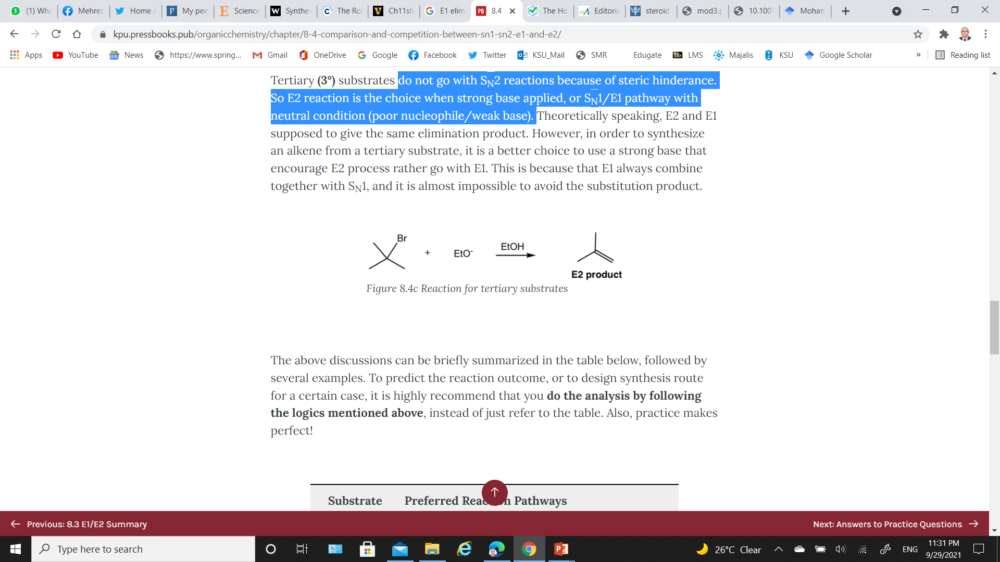 (1) Wha
Mehrez
Home /
My pee
Science
Synthes
The Rol
Ch11sli
E1 elim
8.4
The Ho
Editoria
steroid
mod3.p
10.1007
Moham
kpu.pressbooks.pub/organicchemistry/chapter/8-4-comparison-and-competition-between-sn1-sn2-e1-and-e2/
Apps
YouTube
News
https://www.spring...
Gmail
OneDrive
Google
Facebook
Twitter
KSU_Mail
SMR
Edugate
Bb LMS
Majalis
KSU
Google Scholar
»
Reading list
Tertiary (3°) substrates do not go with SN2 reactions because of steric hinderance.
So E2 reaction is the choice when strong base applied, or SN1/E1 pathway with
neutral condition (poor nucleophile/weak base). Theoretically speaking, E2 and E1
supposed to give the same elimination product. However, in order to synthesize
an alkene from a tertiary substrate, it is a better choice to use a strong base that
encourage E2 process rather go with E1. This is because that E1 always combine
together with SN1, and it is almost impossible to avoid the substitution product.
Br
+
EtO-
EtOH
E2 product
Figure 8.4c Reaction for tertiary substrates
The above discussions can be briefly summarized in the table below, followed by
several examples. To predict the reaction outcome, or to design synthesis route
for a certain case, it is highly recommend that you do the analysis by following
the logics mentioned above, instead of just refer to the table. Also, practice makes
perfect!
Substrate
Preferred Reac n Pathways
← Previous: 8.3 E1/E2 Summary
Next: Answers to Practice Questions →
Type here to search
26°C Clear
ENG
11:31 PM
9/29/2021